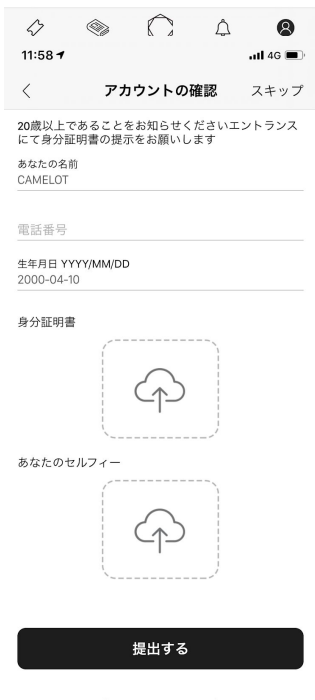 11:58
4G
アカウントの確認
スキップ
20歳以上であることをお知らせくださいエントランス
にて身分証明書の提示をお願いします
あなたの名前
CAMELOT
電話番号
生年月日 YYYY/MM/DD
2000-04-10
身分証明書
あなたのセルフィー
提出する